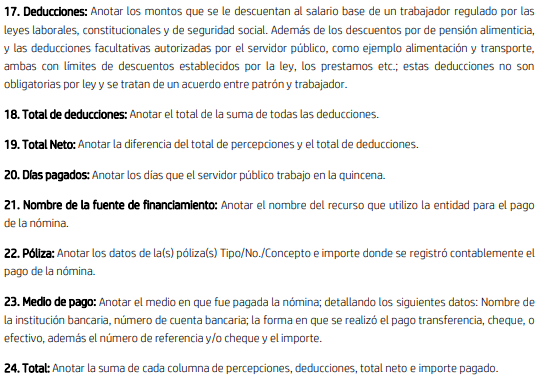 17. Deducciones: Anotar los montos que se le descuentan al salario base de un trabajador regulado por las
leyes laborales, constitucionales y de seguridad social. Además de los descuentos por de pensión alimenticia,
y las deducciones facultativas autorizadas por el servidor público, como ejemplo alimentación y transporte,
ambas con límites de descuentos establecidos por la ley, los prestamos etc.; estas deducciones no son
obligatorias por ley y se tratan de un acuerdo entre patrón y trabajador.
18. Total de deducciones: Anotar el total de la suma de todas las deducciones.
19. Total Neto: Anotar la diferencia del total de percepciones y el total de deducciones.
20. Días pagados: Anotar los días que el servidor público trabajo en la quincena.
21. Nombre de la fuente de financiamiento: Anotar el nombre del recurso que utilizo la entidad para el pago
de la nómina.
22. Póliza: Anotar los datos de la(s) póliza(s) Tipo/No./Concepto e importe donde se registró contablemente el
pago de la nómina.
23. Medio de pago: Anotar el medio en que fue pagada la nómina; detallando los siguientes datos: Nombre de
la institución bancaria, número de cuenta bancaria; la forma en que se realizó el pago transferencia, cheque, o
efectivo, además el número de referencia y/o cheque y el importe.
24. Total: Anotar la suma de cada columna de percepciones, deducciones, total neto e importe pagado.